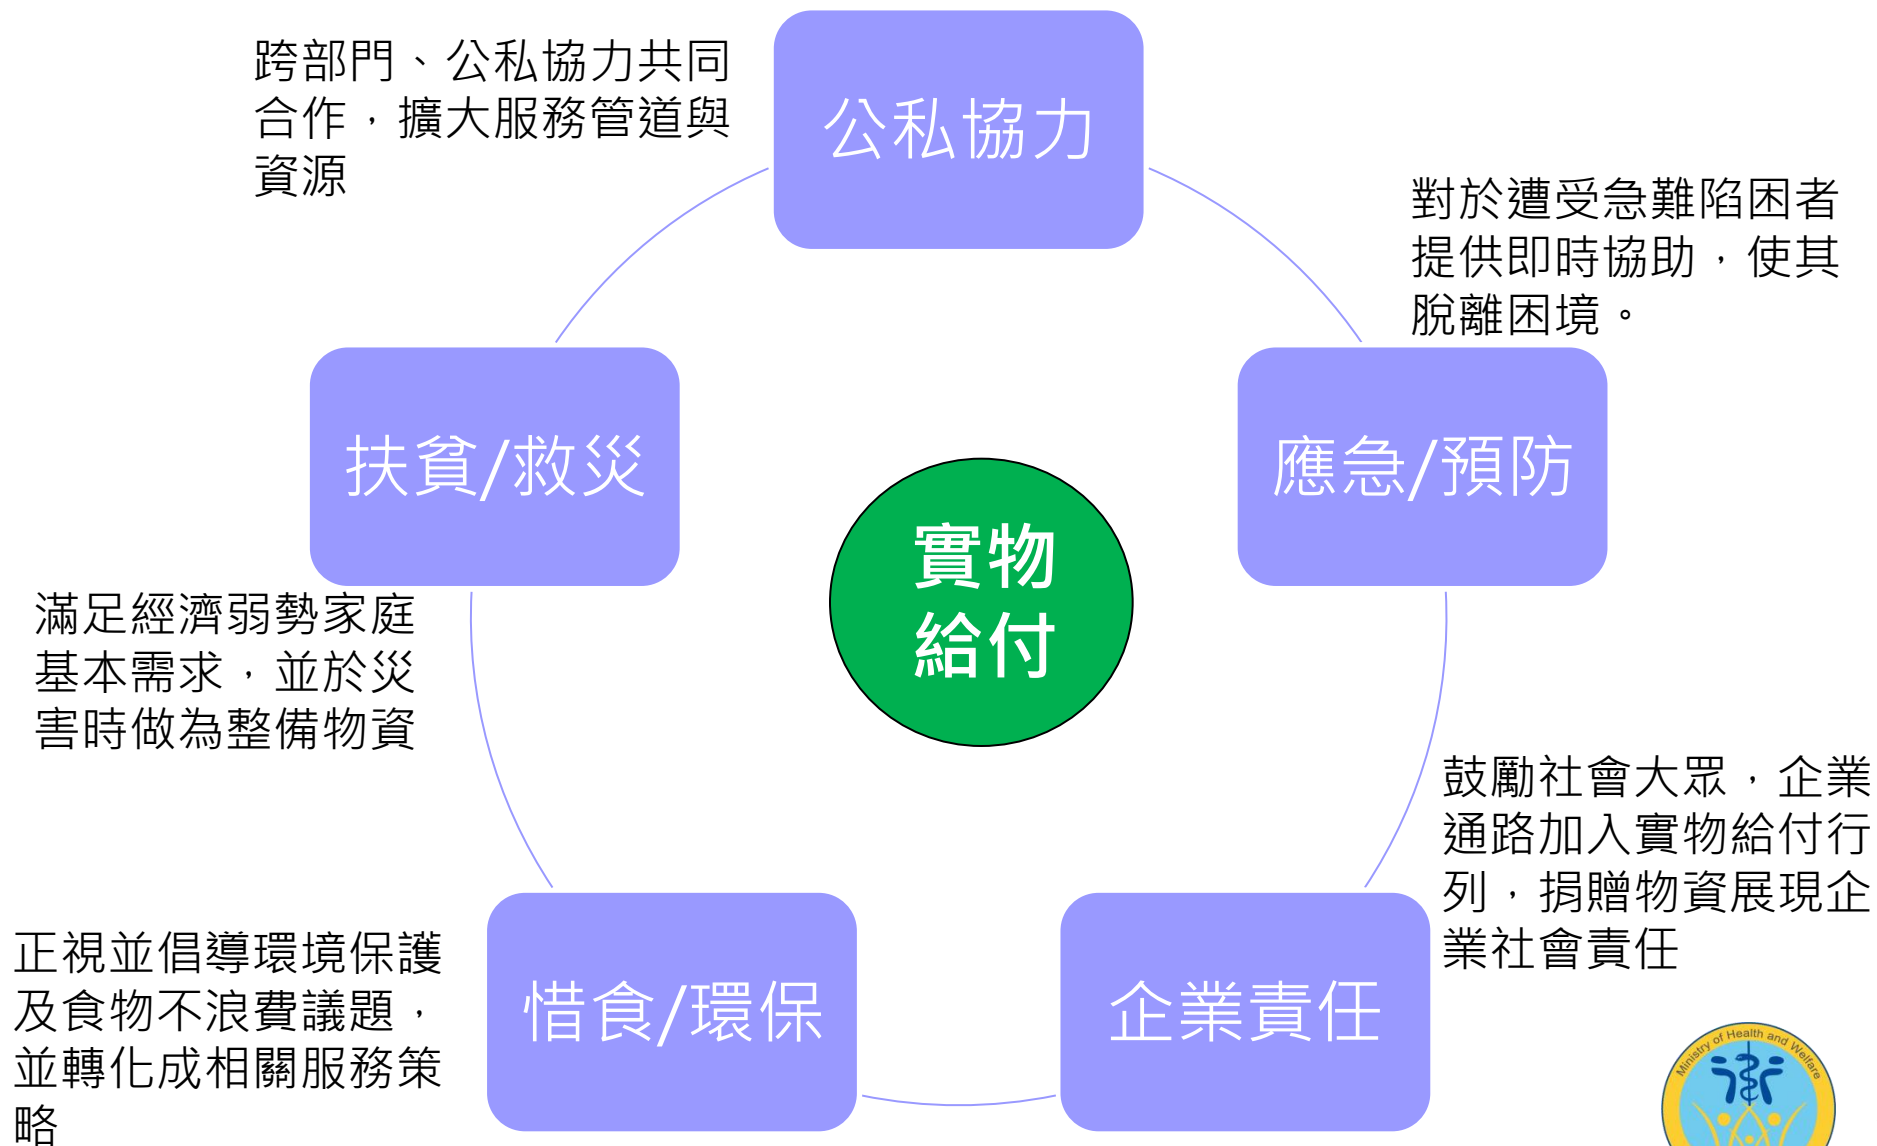 跨部門、公私協力共同
合作，擴大服務管道與
資源
公私協力
對於遭受急難陷困者
提供即時協助，使其
脫離困境。
扶貧/救災
應急/預防
實物
給付
滿足經濟弱勢家庭
基本需求，並於災
害時做為整備物資
鼓勵社會大眾，企業
通路加入實物給付行
列，捐贈物資展現企
業社會責任
正視並倡導環境保護
及食物不浪費議題，
並轉化成相關服務策
略
惜食/環保
企業責任
Ministry of Health and Welfare